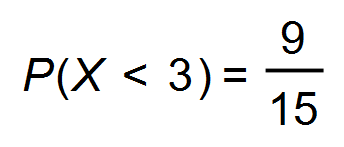 P(X < 3) = 9/15